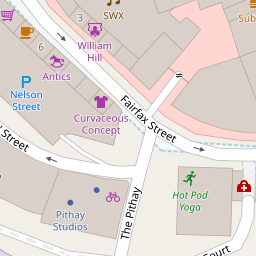 SWX
Sub
3
William
Hill
6
Antics
Nelson
Street
Fairfax Street
Curvaceous
Concept
Street
The Pithay
Hot Pod
Yoga
Pithay
Studios
Court